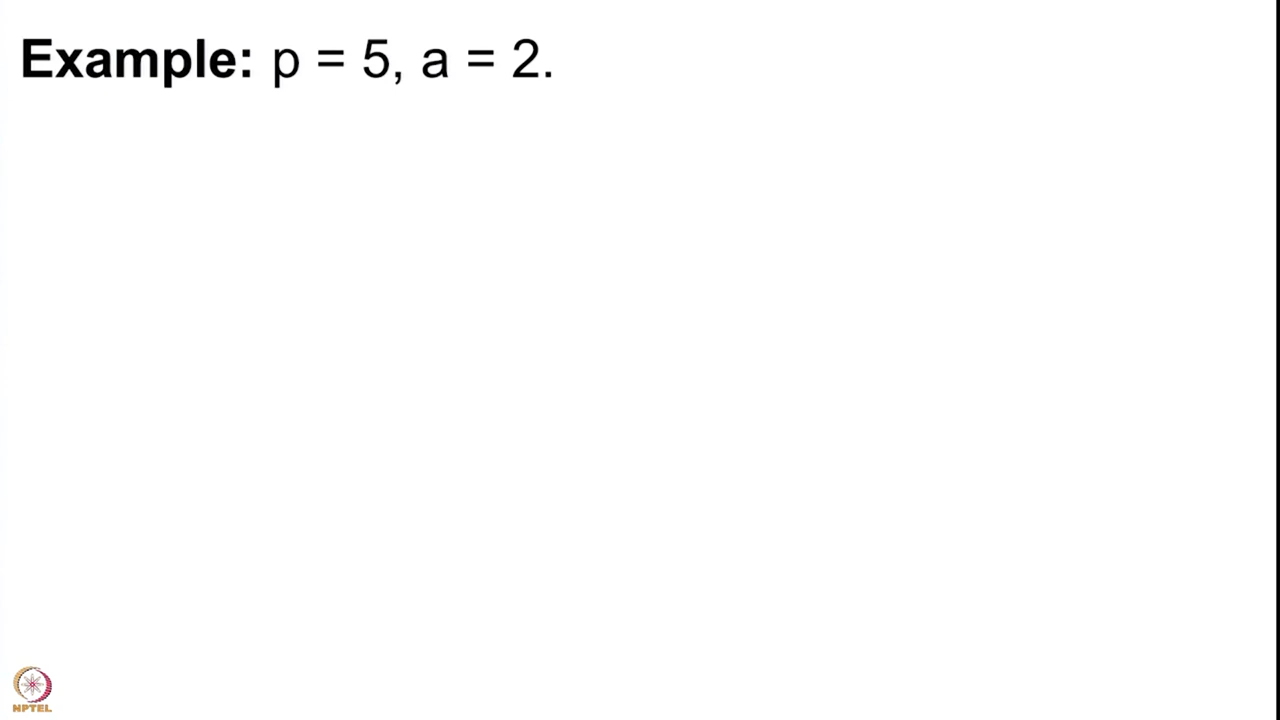 Example: p = 5, a = 2.
NPTEL